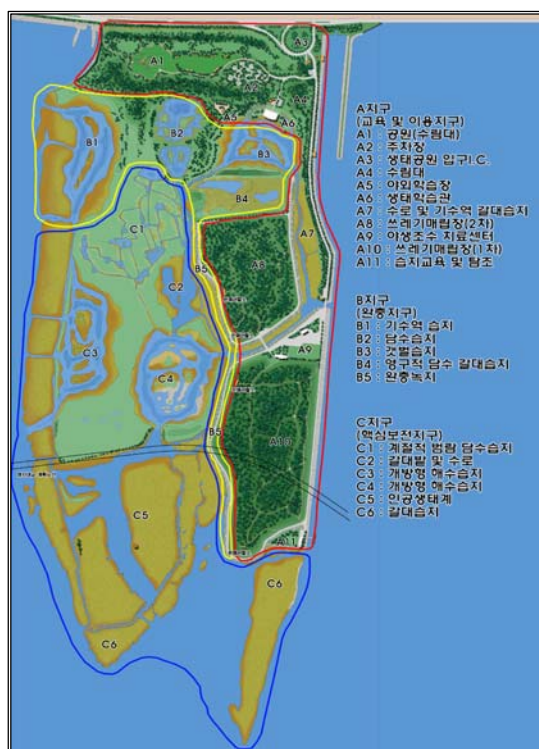 A1
A2
A3
A4
A5
A6
B1
B2
B3
B4
A7
C1
B5
A8
C2
C3
C4
A9
B5
A10
C5
A11
C6
C6
A지구
(교육 및 이용지구)
A1 : 공원(수림대)
A2 : 주차장
A3 : 생태공원 입구I.C.
A4 : 수림대
A5 : 야외학습장
A6 : 생태학습관
A7 : 수로 및 기수역 갈대습지
A8 : 쓰레기매립장(2차)
A9 : 야생조수 치료센터
A10 : 쓰레기매립장(1차)
A11 : 습지교육 및 탐조
B지구
(완충지구)
B1 : 기수역 습지
B2 : 담수습지
B3 : 갯벌습지
B4 : 영구적 담수 갈대습지
B5 : 완충녹지
C지구
(핵심보전지구)
C1 : 계절적 범람 담수습지
C2 : 갈대밭 및 수로
C3 : 개방형 해수습지
C4 : 개방형 해수습지
C5 : 인공생태계
C6 : 갈대습지